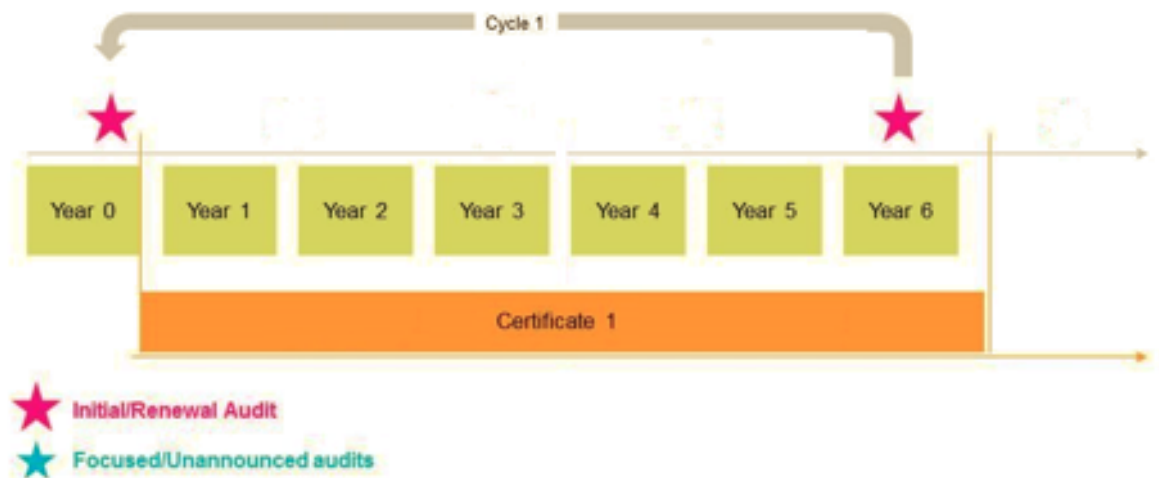 Cycle 1
Year 0 Year 1 Year 2 Year 3 Year 4 Year 5 Year 6
Certificate 1
Initial/Renewal Audit
Focused/Unannounced audits